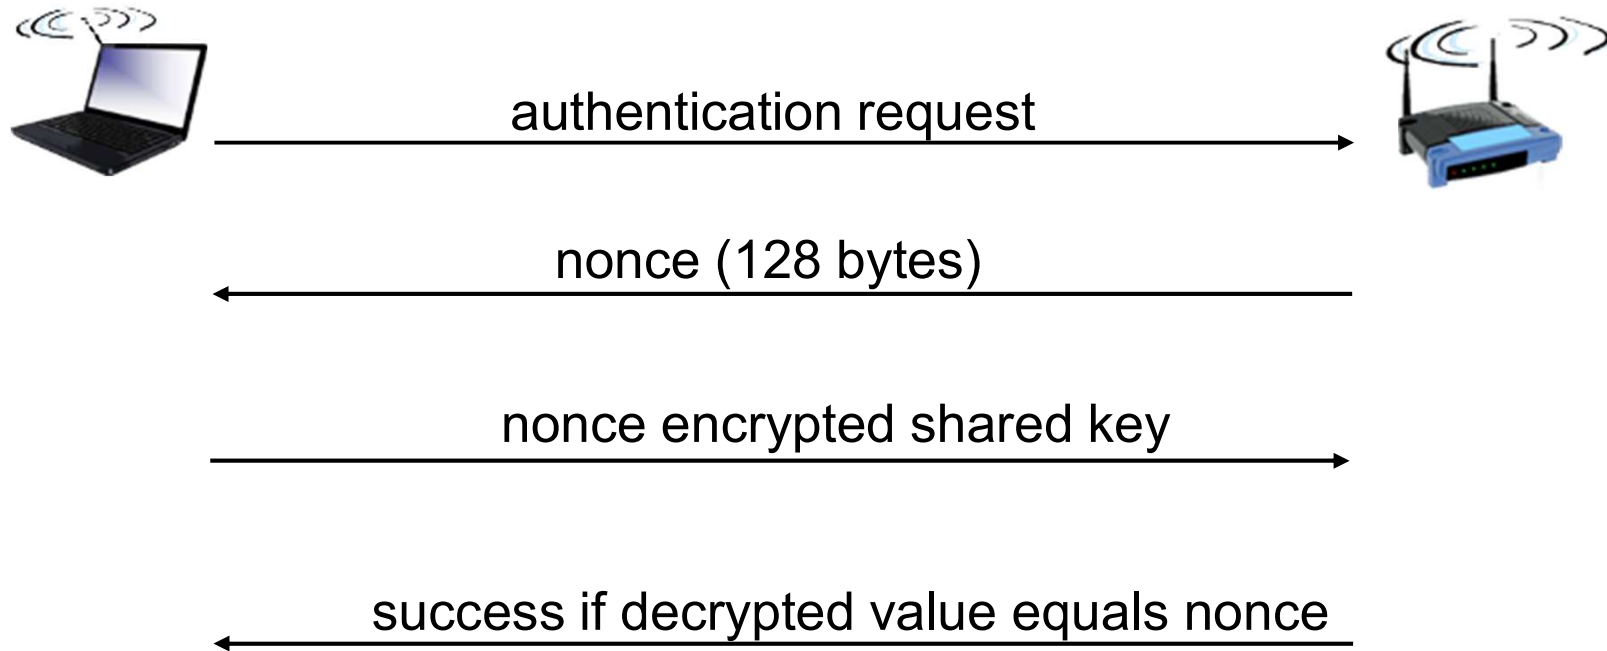 authentication request
nonce (128 bytes)
nonce encrypted shared key
success if decrypted value equals nonce